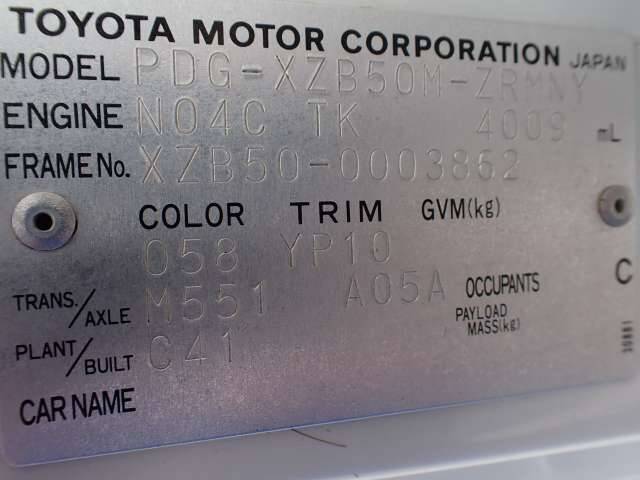 TOYOTA MOTOR CORPORATION JAPAN
MODEL PDG-XZB50M-ZRMNY
ENGINE N04C TK 4009 mL
FRAME No. XZB50-0003862
COLOR TRIM GVM(kg)
058 YP10
TRANS./AXLE M551 A05A OCCUPANTS C
PAYLOAD MASS(kg)
PLANT/BUILT C41
CAR NAME